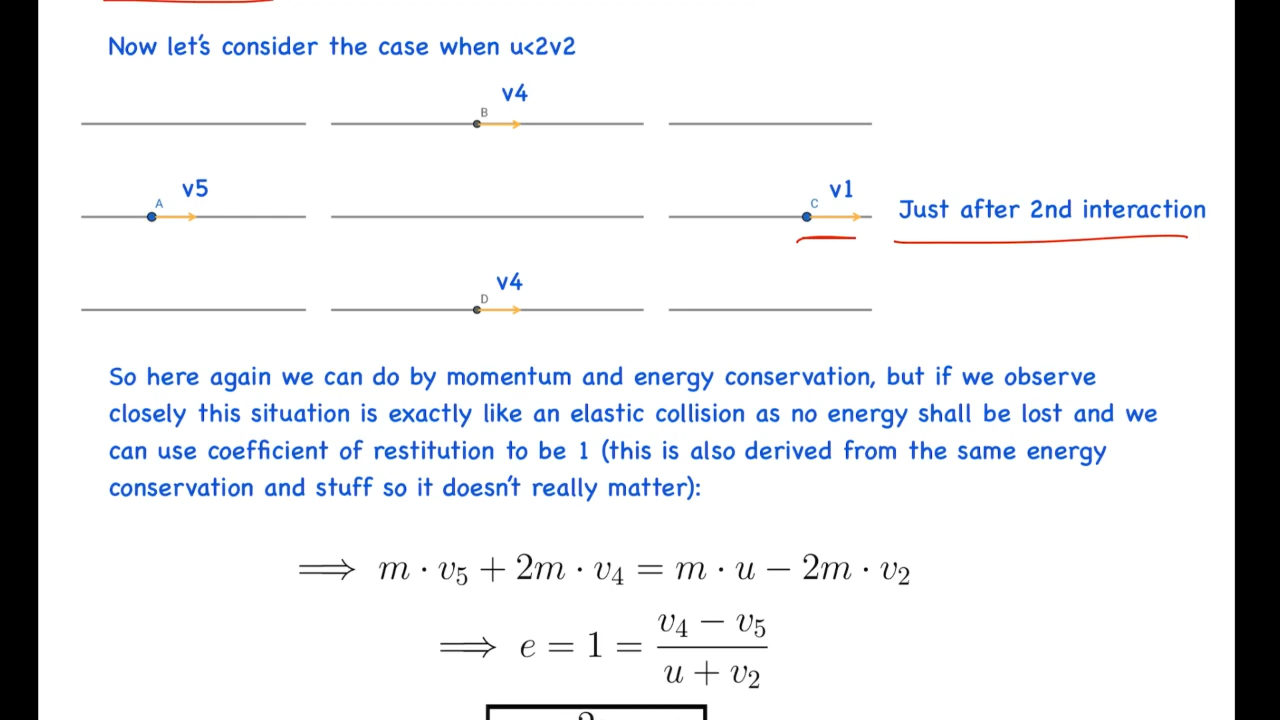 Now let's consider the case when u<2v2
v4
B
v5
v1
A
C
Just after 2nd interaction
v4
D
So here again we can do by momentum and energy conservation, but if we observe
closely this situation is exactly like an elastic collision as no energy shall be lost and we
can use coefficient of restitution to be 1 (this is also derived from the same energy
conservation and stuff so it doesn't really matter):
⟹ m · v₅ + 2m · v₄ = m · u − 2m · v₂
⟹ e = 1 = (v₄ − v₅)/(u + v₂)